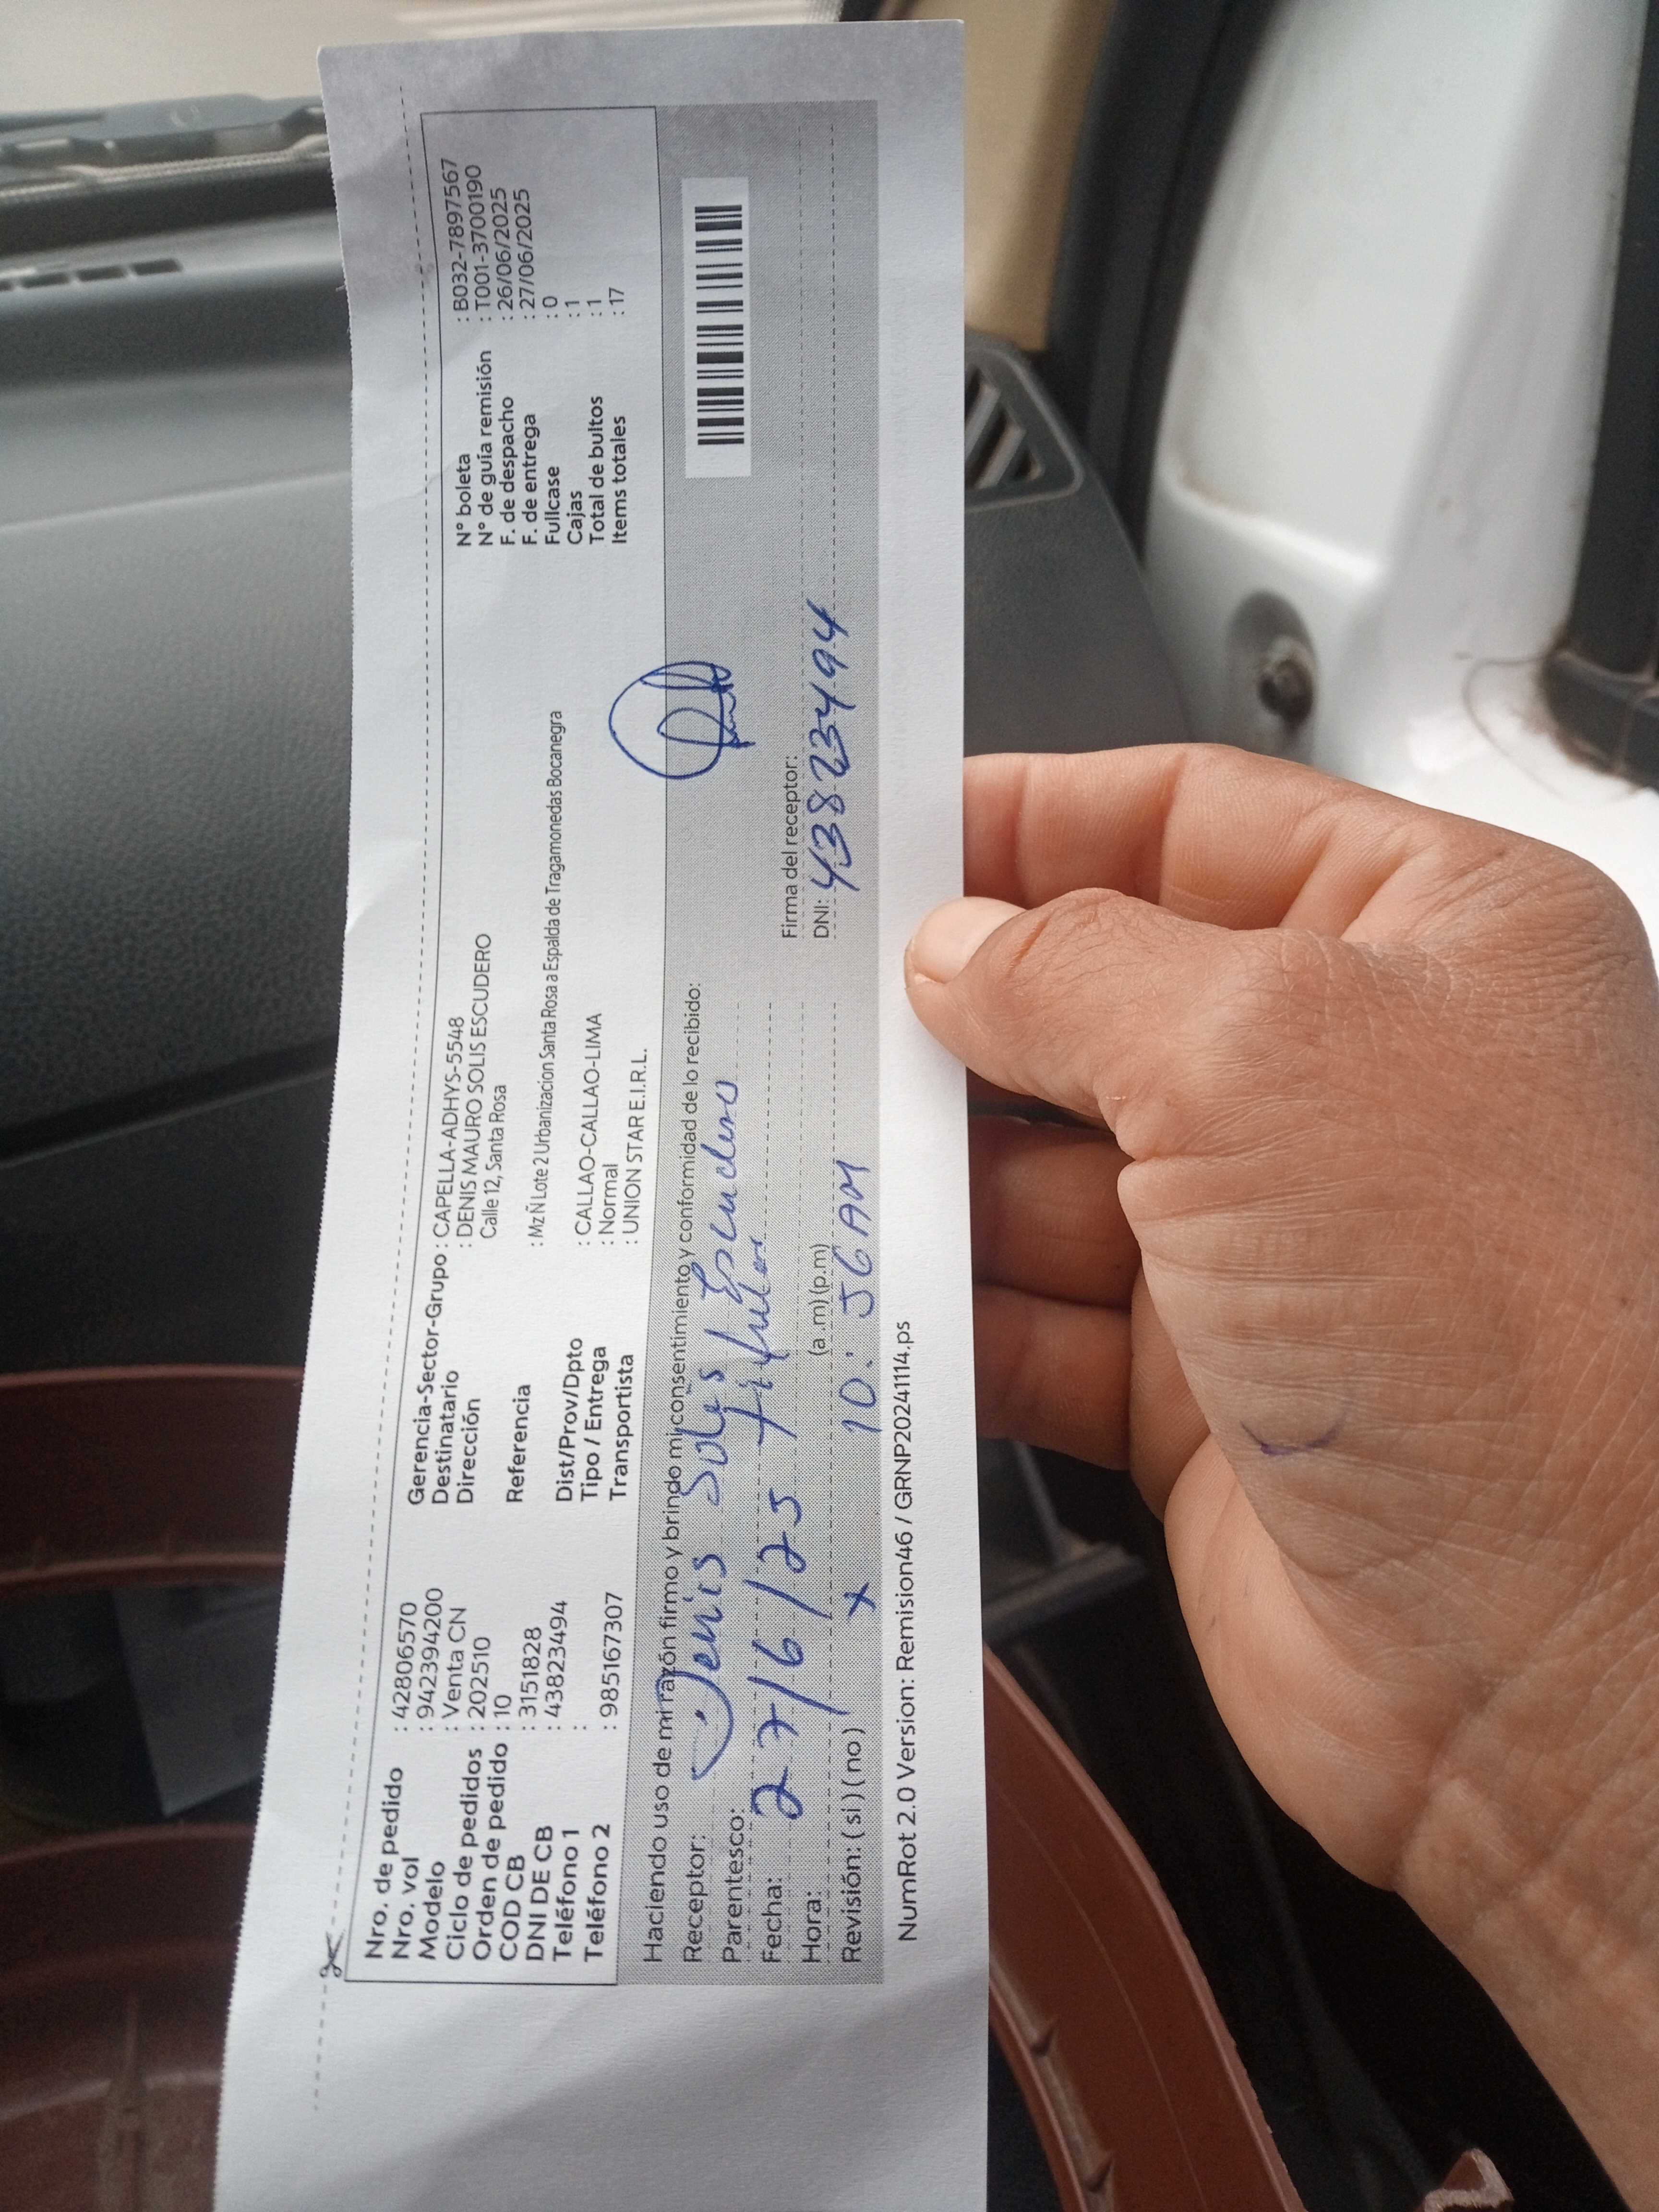 Nro. de pedido : 42806570
Nro. vol : 942394200
Modelo : Venta CN
Ciclo de pedidos : 202510
Orden de pedido : 10
COD CB : 3151828
DNI DE CB : 43823494
Teléfono 1 :
Teléfono 2 : 985167307
Gerencia-Sector-Grupo : CAPELLA-ADHYS-5548
Destinatario : DENIS MAURO SOLIS ESCUDERO
Dirección Calle 12, Santa Rosa
Referencia : Mz Ñ Lote 2 Urbanizacion Santa Rosa a Espalda de Tragamonedas Bocanegra
Dist/Prov/Dpto : CALLAO-CALLAO-LIMA
Tipo / Entrega : Normal
Transportista : UNION STAR E.I.R.L.
N° boleta : B032-7897567
N° de guía remisión : T001-3700190
F. de despacho : 26/06/2025
F. de entrega : 27/06/2025
Fullcase : 0
Cajas : 1
Total de bultos : 1
Items totales : 17
Haciendo uso de mi razón firmo y brindo mi consentimiento y conformidad de lo recibido:
Receptor: Denis Solis Escudero
Parentesco: titular
Fecha: 27/6/25
Hora: 10:56 AM (a.m) (p.m)
Revisión: ( si ) ( no ) x
Firma del receptor:
DNI: 43823494
NumRot 2.0 Version: Remision46 / GRNP20241114.ps